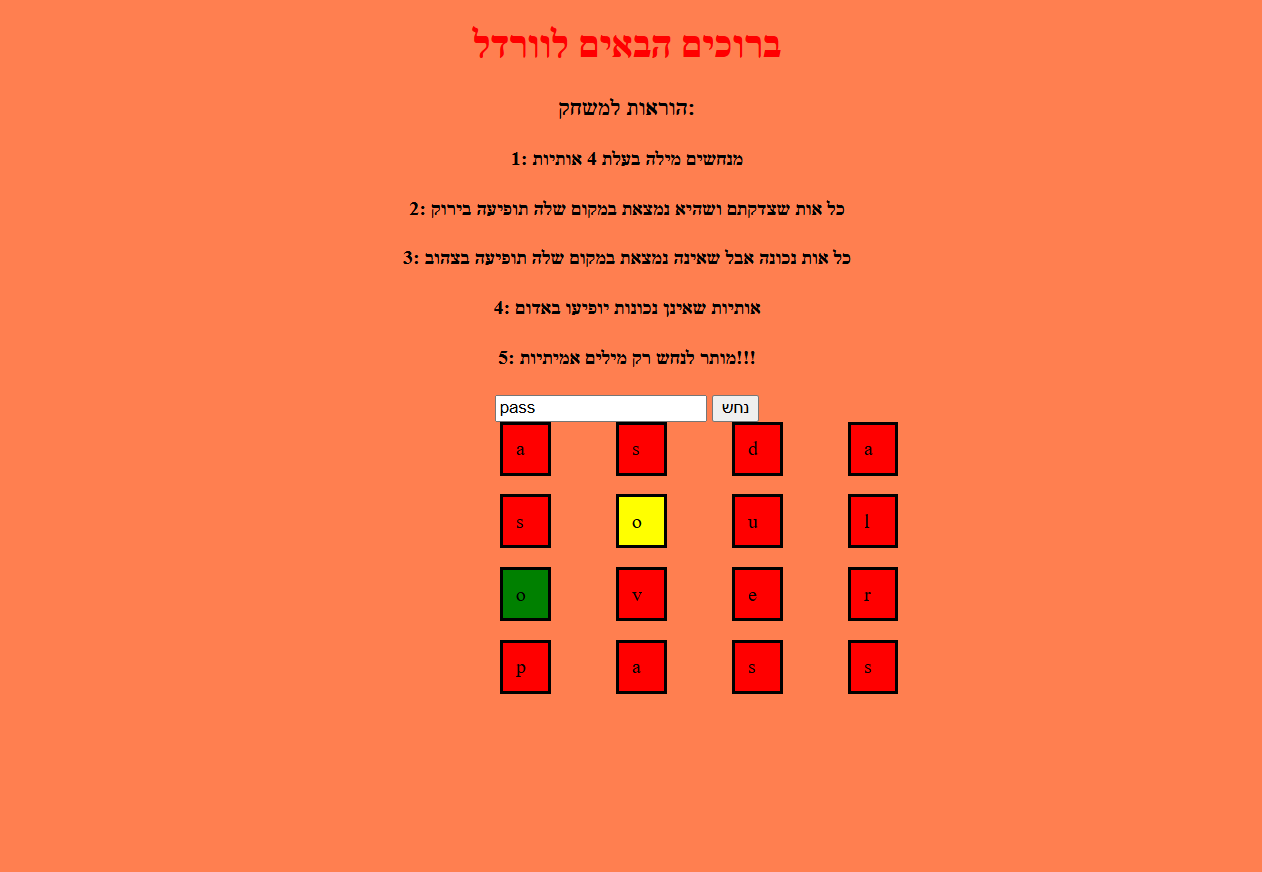 ברוכים הבאים לוורדל
הוראות למשחק:
1: מנחשים מילה בעלת 4 אותיות
2: כל אות שצדקתם ושהיא נמצאת במקום שלה תופיעה בירוק
3: כל אות נכונה אבל שאינה נמצאת במקום שלה תופיעה בצהוב
4: אותיות שאינן נכונות יופיעו באדום
5: מותר לנחש רק מילים אמיתיות!!!
pass נחש
a s d a
s o u l
o v e r
p a s s